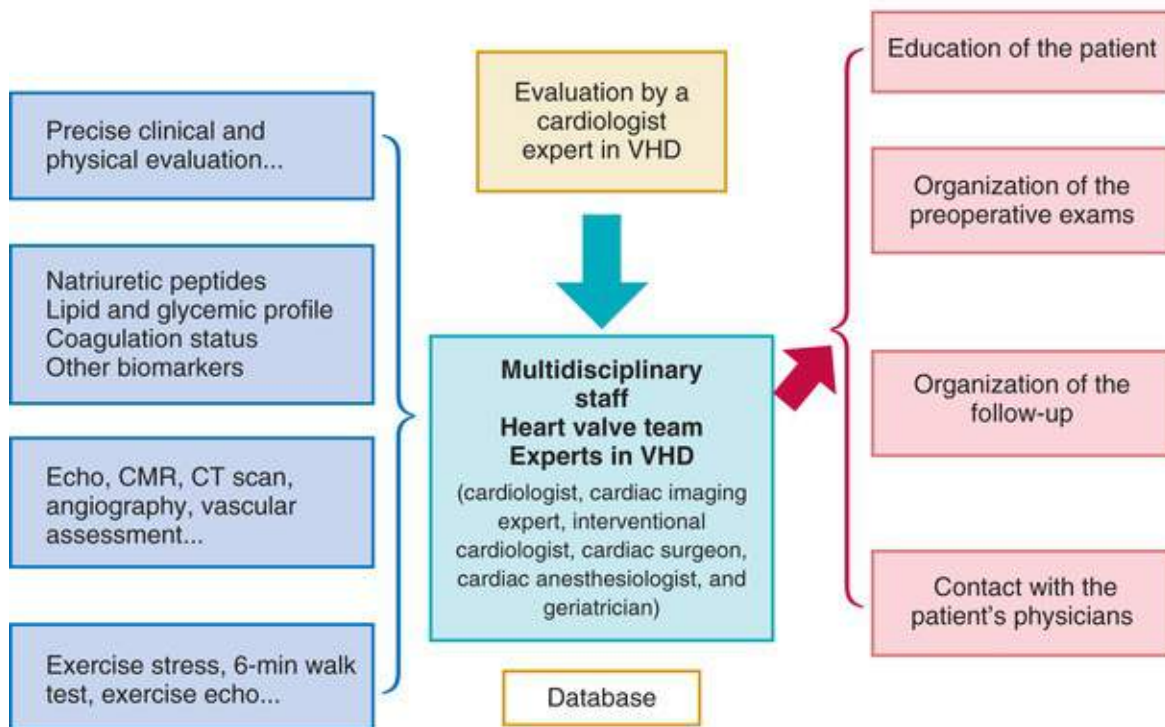 Precise clinical and
physical evaluation...
Natriuretic peptides
Lipid and glycemic profile
Coagulation status
Other biomarkers
Echo, CMR, CT scan,
angiography, vascular
assessment...
Exercise stress, 6-min walk
test, exercise echo...
Evaluation by a
cardiologist
expert in VHD
Multidisciplinary
staff
Heart valve team
Experts in VHD
(cardiologist, cardiac imaging
expert, interventional
cardiologist, cardiac surgeon,
cardiac anesthesiologist, and
geriatrician)
Database
Education of the patient
Organization of the
preoperative exams
Organization of the
follow-up
Contact with the
patient's physicians